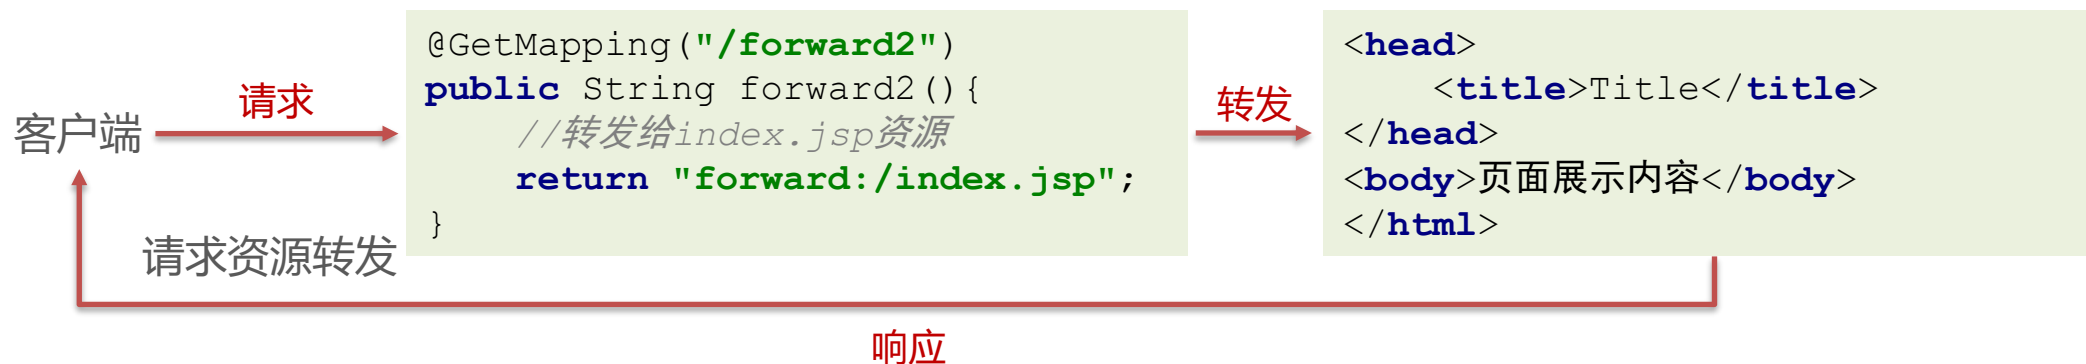 客户端
请求
@GetMapping("/forward2")
public String forward2(){
    //转发给index.jsp资源
    return "forward:/index.jsp";
}
转发
<head>
    <title>Title</title>
</head>
<body>页面展示内容</body>
</html>
请求资源转发
响应